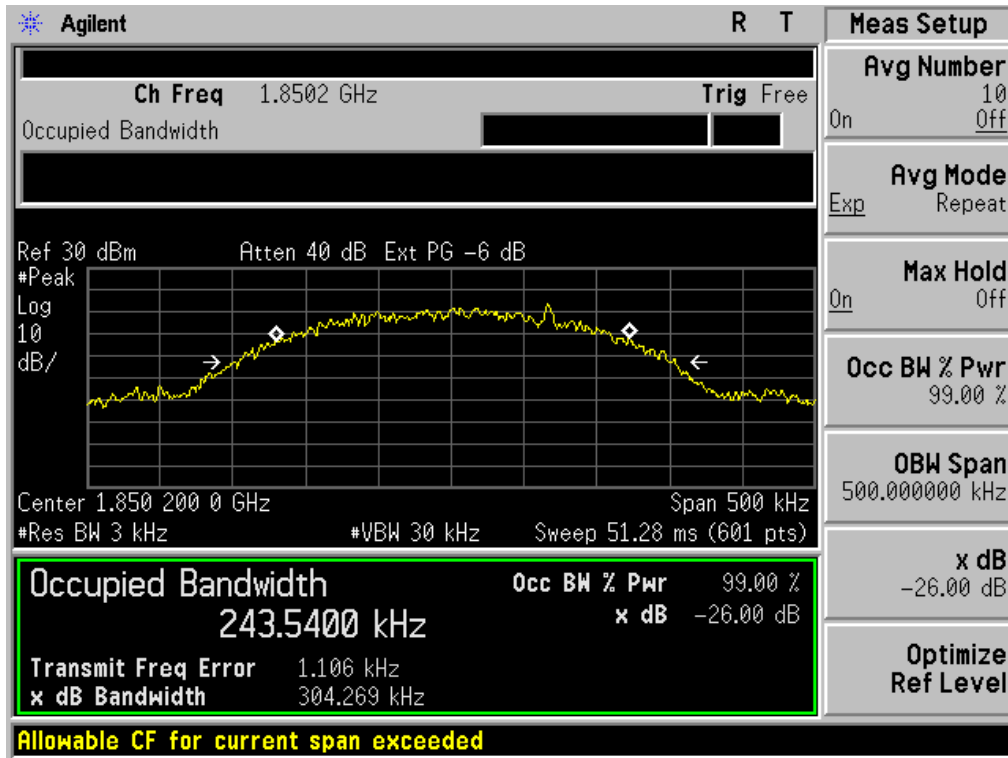 Agilent R T
Ch Freq 1.8502 GHz Trig Free
Occupied Bandwidth
Ref 30 dBm Atten 40 dB Ext PG -6 dB
#Peak
Log
10
dB/
Center 1.850 200 0 GHz Span 500 kHz
#Res BW 3 kHz #VBW 30 kHz Sweep 51.28 ms (601 pts)
Occupied Bandwidth Occ BW % Pwr 99.00 %
243.5400 kHz x dB -26.00 dB
Transmit Freq Error 1.106 kHz
x dB Bandwidth 304.269 kHz
Allowable CF for current span exceeded
Meas Setup
Avg Number
10
On Off
Avg Mode
Exp Repeat
Max Hold
On Off
Occ BW % Pwr
99.00 %
OBW Span
500.000000 kHz
x dB
-26.00 dB
Optimize
Ref Level